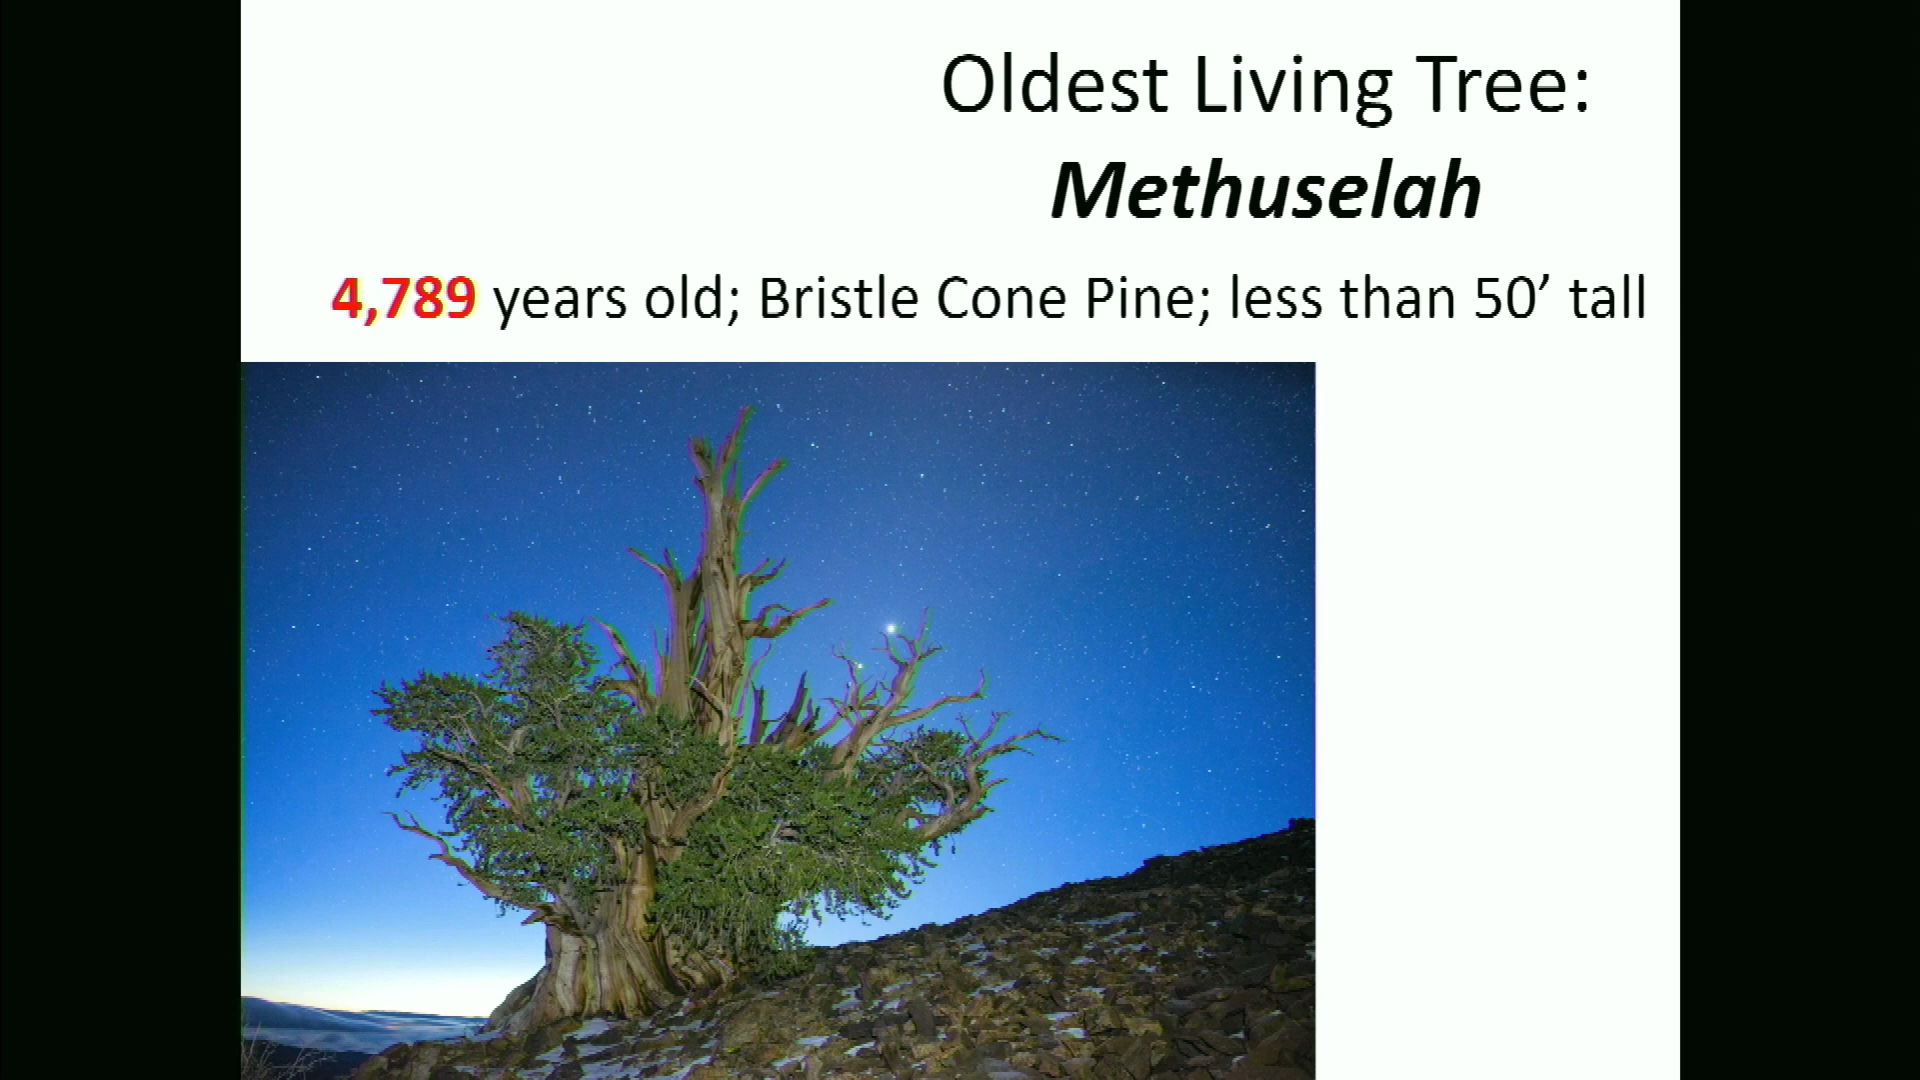 Oldest Living Tree:
Methuselah
4,789 years old; Bristle Cone Pine; less than 50’ tall